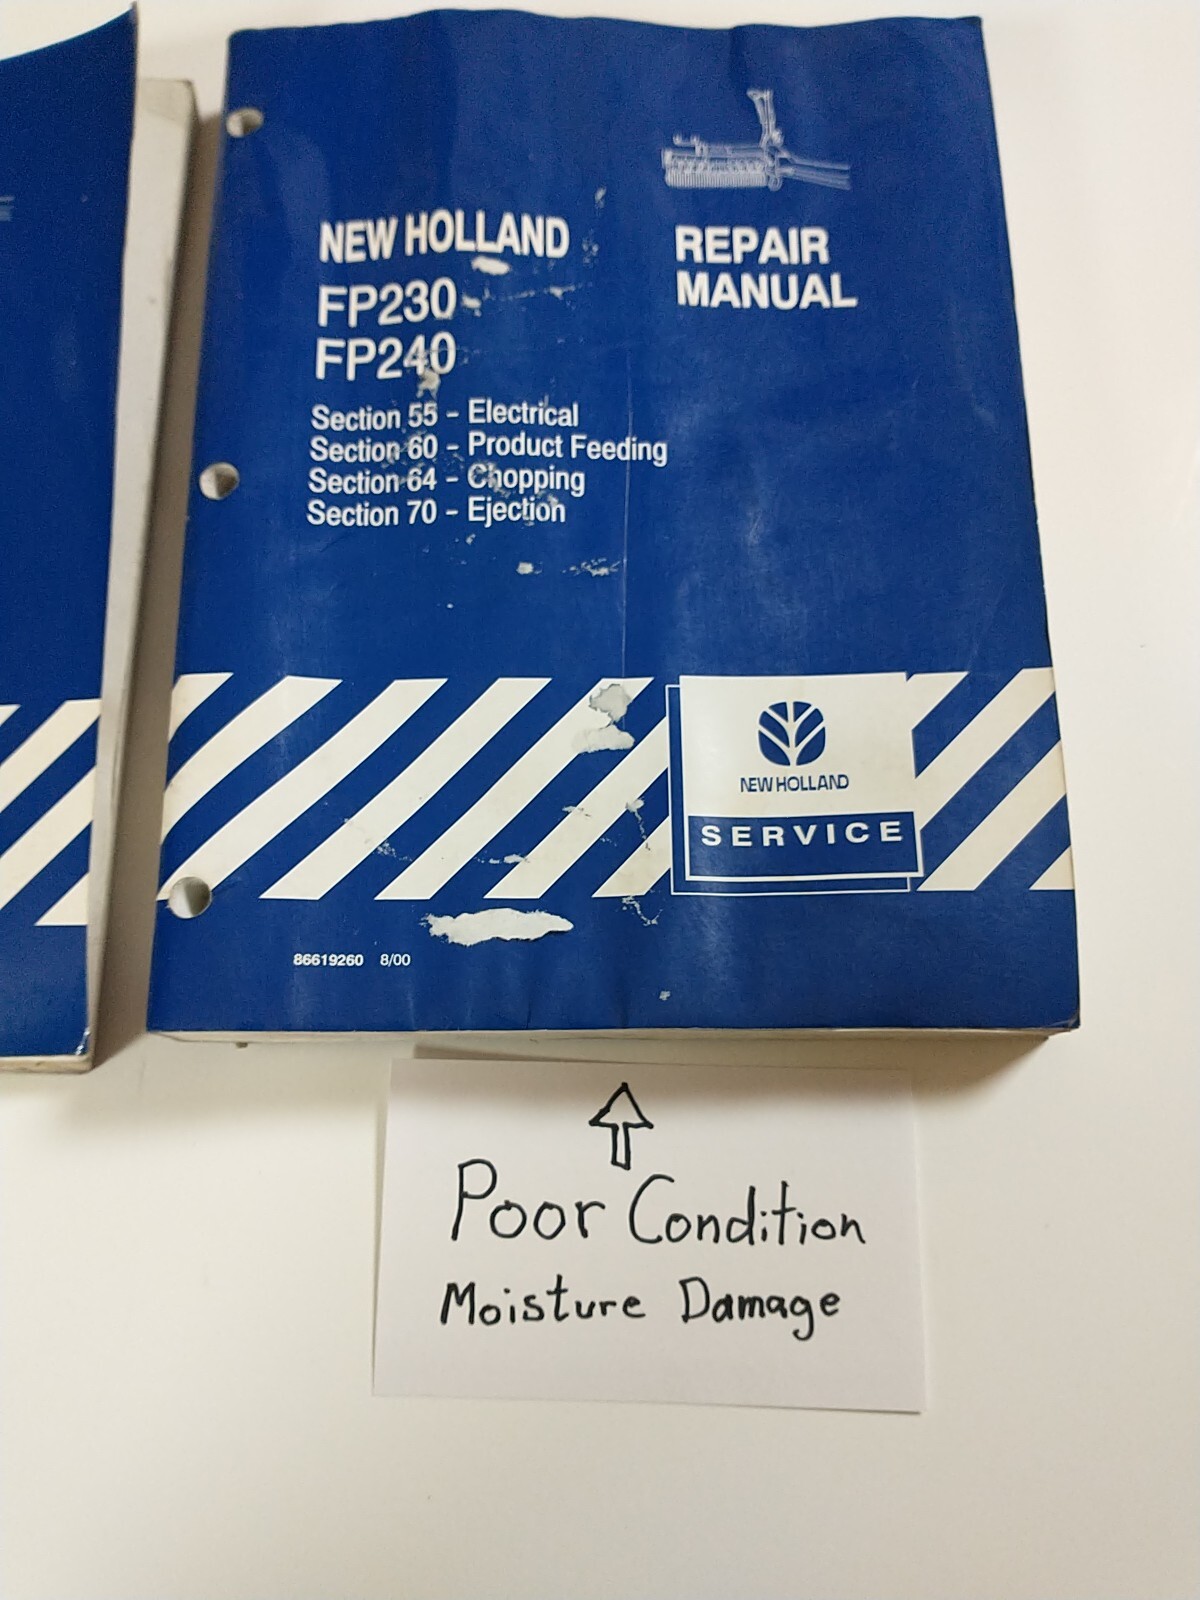 NEW HOLLAND
FP230
FP240
REPAIR
MANUAL
Section 55 - Electrical
Section 60 - Product Feeding
Section 64 - Chopping
Section 70 - Ejection
NEW HOLLAND
SERVICE
86619260 8/00
Poor Condition
Moisture Damage